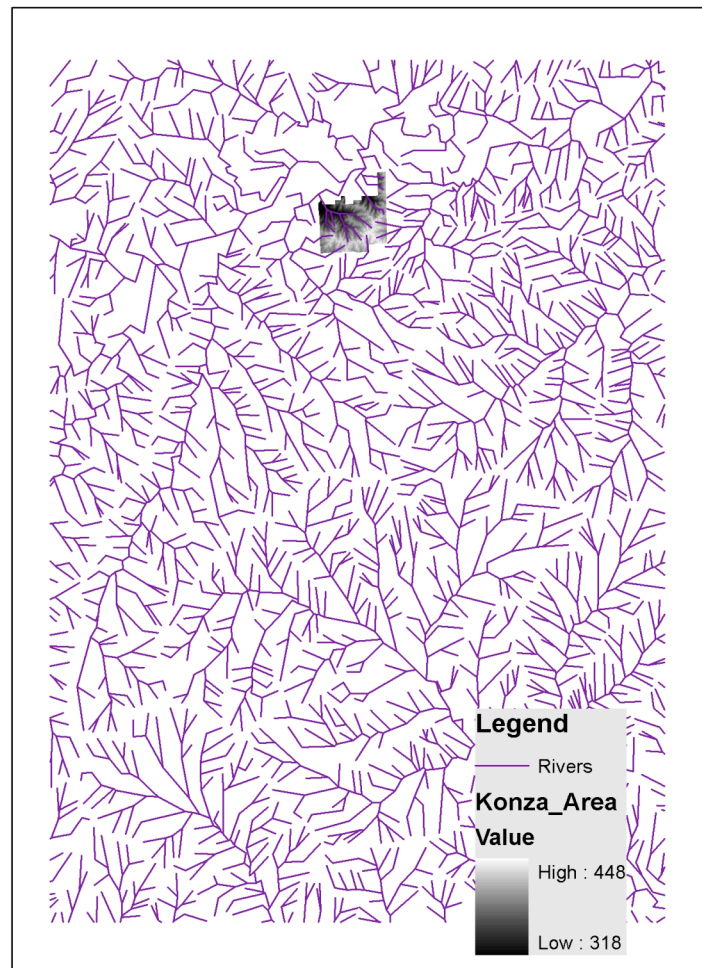 Legend
Rivers
Konza_Area
Value
High : 448
Low : 318